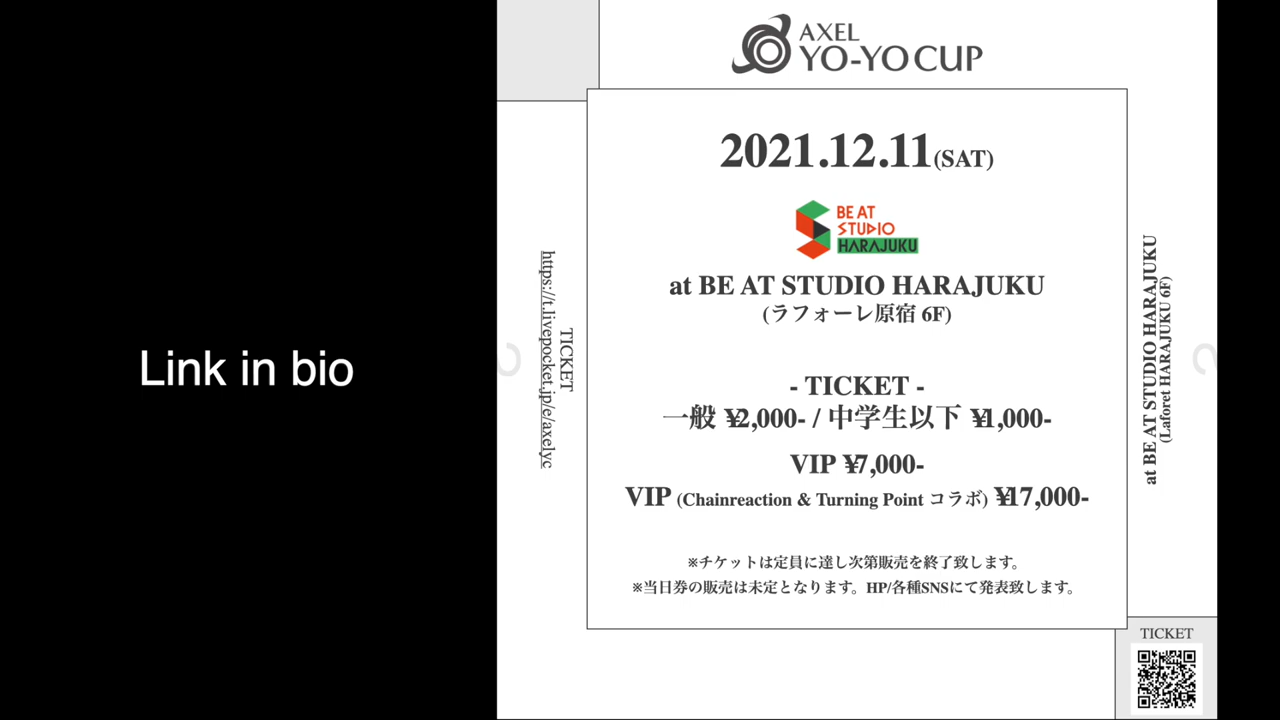 Link in bio
AXEL
YO-YO CUP
2021.12.11(SAT)
BE AT
STUDIO
HARAJUKU
at BE AT STUDIO HARAJUKU
(ラフォーレ原宿 6F)
- TICKET -
一般 ¥2,000- / 中学生以下 ¥1,000-
VIP ¥7,000-
VIP (Chainreaction & Turning Point コラボ) ¥17,000-
※チケットは定員に達し次第販売を終了致します。
※当日券の販売は未定となります。HP/各種SNSにて発表致します。
TICKET
https://t.livepocket.jp/e/axelyc
at BE AT STUDIO HARAJUKU
(Laforet HARAJUKU 6F)
TICKET